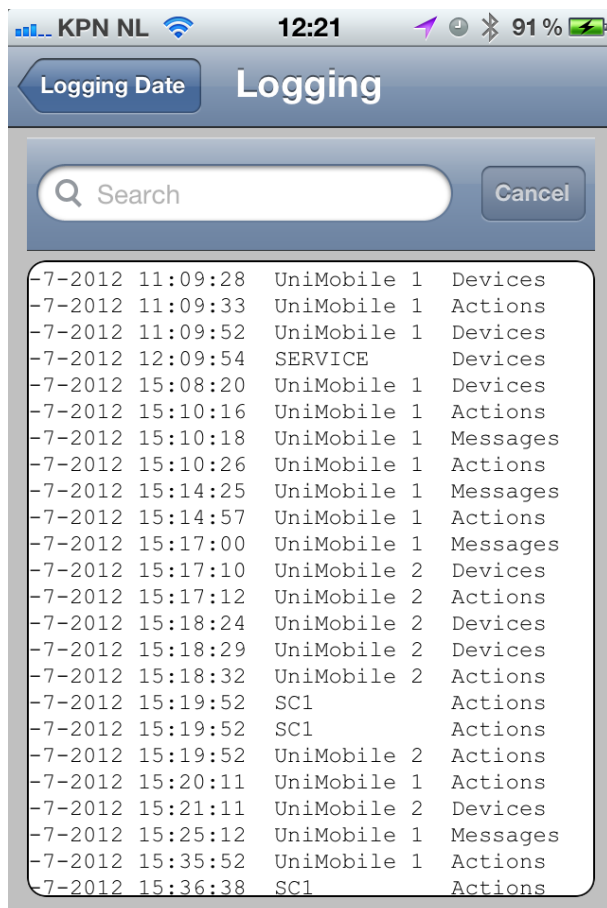 KPN NL 12:21 91%
Logging Date Logging
Search Cancel
-7-2012 11:09:28 UniMobile 1 Devices
-7-2012 11:09:33 UniMobile 1 Actions
-7-2012 11:09:52 UniMobile 1 Devices
-7-2012 12:09:54 SERVICE Devices
-7-2012 15:08:20 UniMobile 1 Devices
-7-2012 15:10:16 UniMobile 1 Actions
-7-2012 15:10:18 UniMobile 1 Messages
-7-2012 15:10:26 UniMobile 1 Actions
-7-2012 15:14:25 UniMobile 1 Messages
-7-2012 15:14:57 UniMobile 1 Actions
-7-2012 15:17:00 UniMobile 1 Messages
-7-2012 15:17:10 UniMobile 2 Devices
-7-2012 15:17:12 UniMobile 2 Actions
-7-2012 15:18:24 UniMobile 2 Devices
-7-2012 15:18:29 UniMobile 2 Devices
-7-2012 15:18:32 UniMobile 2 Actions
-7-2012 15:19:52 SC1 Actions
-7-2012 15:19:52 SC1 Actions
-7-2012 15:19:52 UniMobile 2 Actions
-7-2012 15:20:11 UniMobile 1 Actions
-7-2012 15:21:11 UniMobile 2 Devices
-7-2012 15:25:12 UniMobile 1 Messages
-7-2012 15:35:52 UniMobile 1 Actions
-7-2012 15:36:38 SC1 Actions